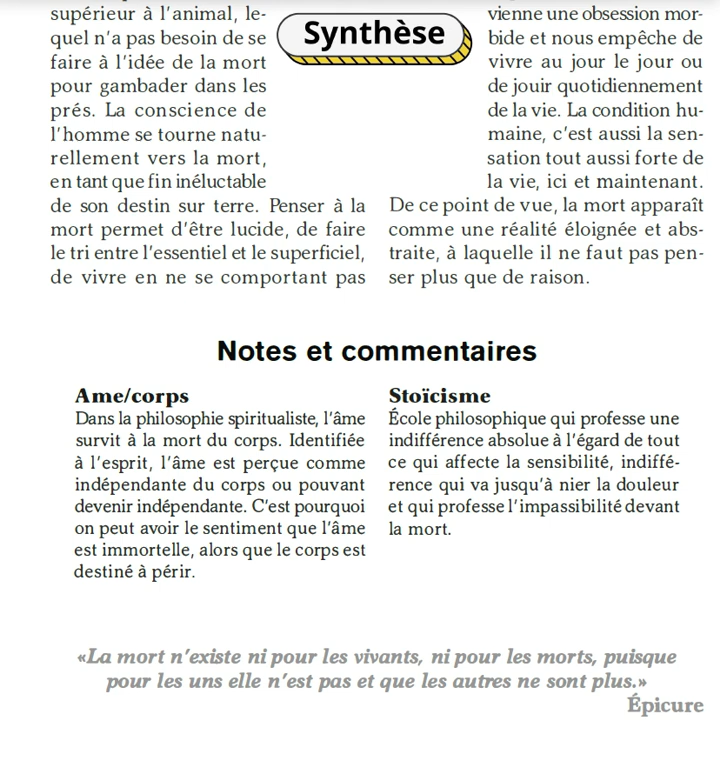 supérieur à l'animal, le-
quel n'a pas besoin de se
faire à l'idée de la mort
pour gambader dans les
prés. La conscience de
l'homme se tourne natu-
rellement vers la mort,
en tant que fin inéluctable
de son destin sur terre. Penser à la
mort permet d'être lucide, de faire
le tri entre l'essentiel et le superficiel,
de vivre en ne se comportant pas
Synthèse
vienne une obsession mor-
bide et nous empêche de
vivre au jour le jour ou
de jouir quotidiennement
de la vie. La condition hu-
maine, c'est aussi la sen-
sation tout aussi forte de
la vie, ici et maintenant.
De ce point de vue, la mort apparaît
comme une réalité éloignée et abs-
traite, à laquelle il ne faut pas pen-
ser plus que de raison.
Notes et commentaires
Ame/corps
Dans la philosophie spiritualiste, l'âme
survit à la mort du corps. Identifiée
à l'esprit, l'âme est perçue comme
indépendante du corps ou pouvant
devenir indépendante. C'est pourquoi
on peut avoir le sentiment que l'âme
est immortelle, alors que le corps est
destiné à périr.
Stoïcisme
École philosophique qui professe une
indifférence absolue à l'égard de tout
ce qui affecte la sensibilité, indiffé-
rence qui va jusqu'à nier la douleur
et qui professe l'impassibilité devant
la mort.
«La mort n'existe ni pour les vivants, ni pour les morts, puisque
pour les uns elle n'est pas et que les autres ne sont plus.»
Épicure